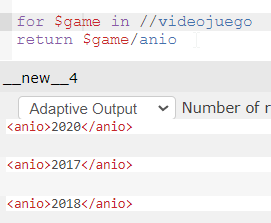 for $game in //videojuego
return $game/anio
__new__4
Adaptive Output Number of
<anio>2020</anio>
<anio>2017</anio>
<anio>2018</anio>